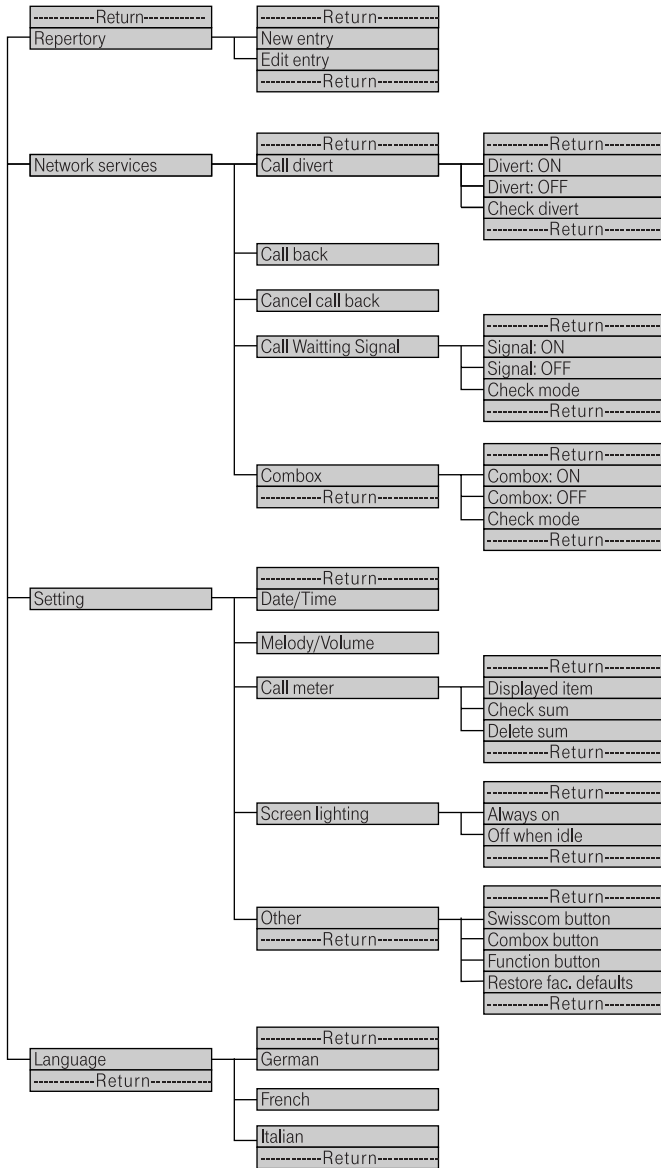 -----------Return-----------
Repertory
-----------Return-----------
New entry
Edit entry
-----------Return-----------
Network services
-----------Return-----------
Call divert
-----------Return-----------
Divert: ON
Divert: OFF
Check divert
-----------Return-----------
Call back
Cancel call back
Call Waitting Signal
-----------Return-----------
Signal: ON
Signal: OFF
Check mode
-----------Return-----------
Combox
-----------Return-----------
-----------Return-----------
Combox: ON
Combox: OFF
Check mode
-----------Return-----------
Setting
-----------Return-----------
Date/Time
Melody/Volume
Call meter
-----------Return-----------
Displayed item
Check sum
Delete sum
-----------Return-----------
Screen lighting
-----------Return-----------
Always on
Off when idle
-----------Return-----------
Other
-----------Return-----------
-----------Return-----------
Swisscom button
Combox button
Function button
Restore fac. defaults
-----------Return-----------
Language
-----------Return-----------
-----------Return-----------
German
French
Italian
-----------Return-----------